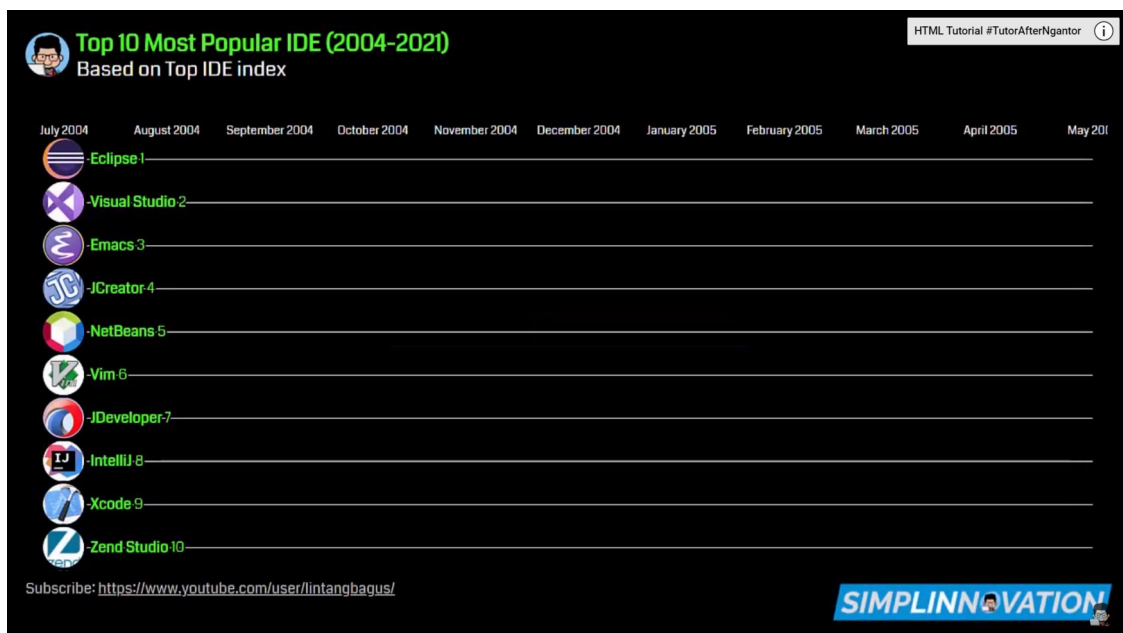 Top 10 Most Popular IDE (2004-2021)
Based on Top IDE index
HTML Tutorial #TutorAfterNgantor
July 2004 August 2004 September 2004 October 2004 November 2004 December 2004 January 2005 February 2005 March 2005 April 2005 May
Eclipse 1
Visual Studio 2
Emacs 3
JC
JCreator 4
NetBeans 5
Vim 6
JDeveloper 7
IJ
IntelliJ 8
Xcode 9
Zend Studio 10
Subscribe: https://www.youtube.com/user/lintangbagus/
SIMPLINNOVATION